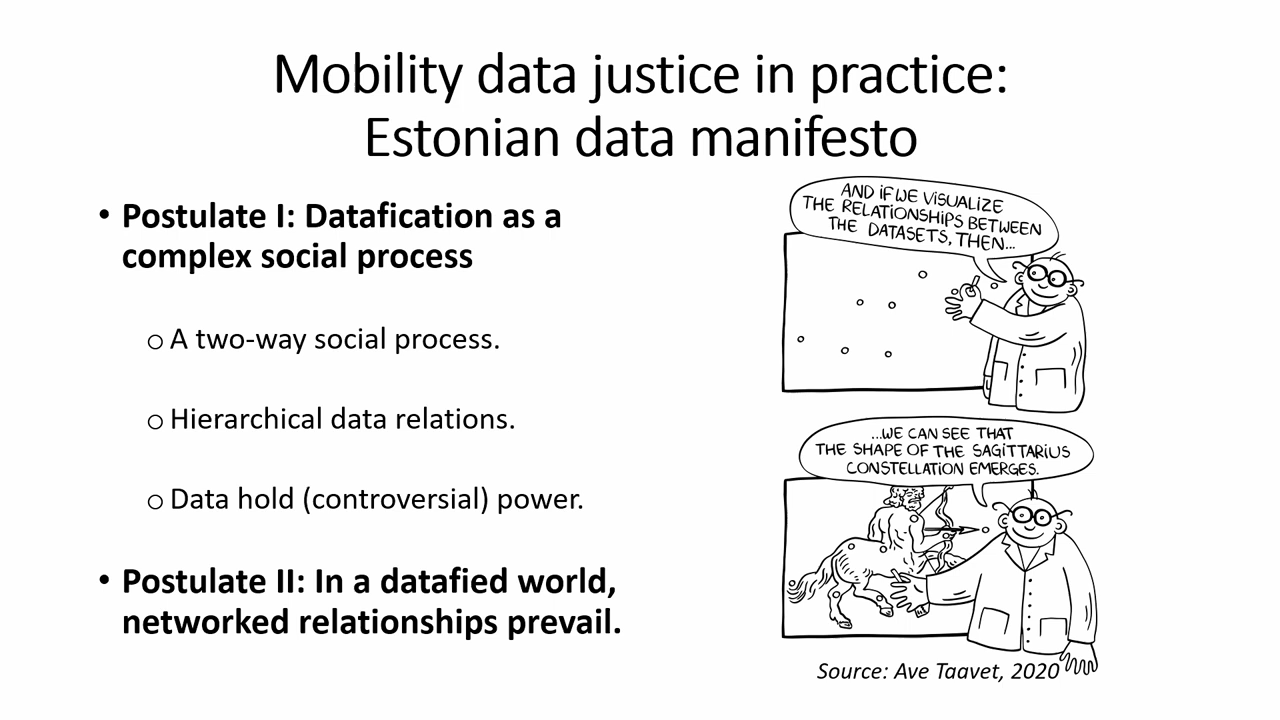 Mobility data justice in practice:
Estonian data manifesto
• Postulate I: Datafication as a
complex social process
o A two-way social process.
o Hierarchical data relations.
o Data hold (controversial) power.
• Postulate II: In a datafied world,
networked relationships prevail.
AND IF WE VISUALIZE
THE RELATIONSHIPS BETWEEN
THE DATASETS, THEN...
...WE CAN SEE THAT
THE SHAPE OF THE SAGITTARIUS
CONSTELLATION EMERGES.
Source: Ave Taavet, 2020